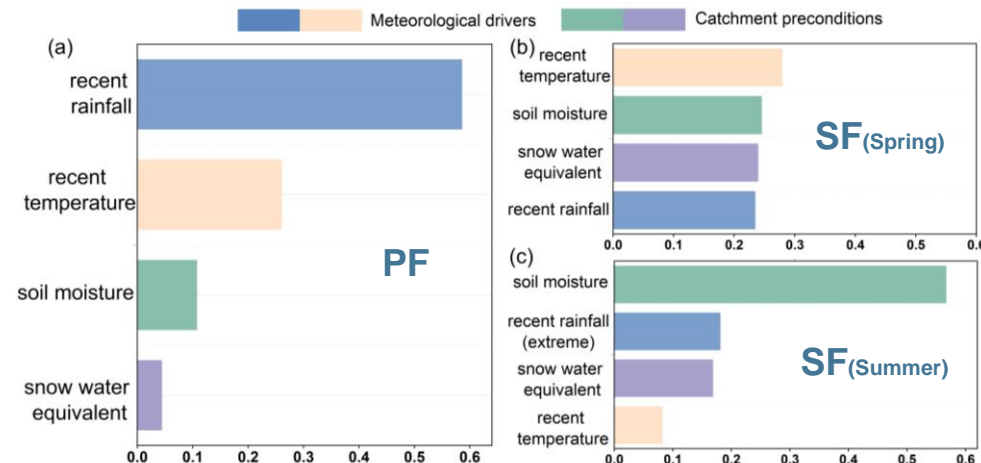 Meteorological drivers
Catchment preconditions
(a)
recent
rainfall
recent
temperature
soil moisture
snow water
equivalent
PF
0.0 0.1 0.2 0.3 0.4 0.5 0.6
(b)
recent
temperature
soil moisture
snow water
equivalent
recent rainfall
SF(Spring)
0.0 0.1 0.2 0.3 0.4 0.5 0.6
(c)
soil moisture
recent rainfall
(extreme)
snow water
equivalent
recent
temperature
SF(Summer)
0.0 0.1 0.2 0.3 0.4 0.5 0.6